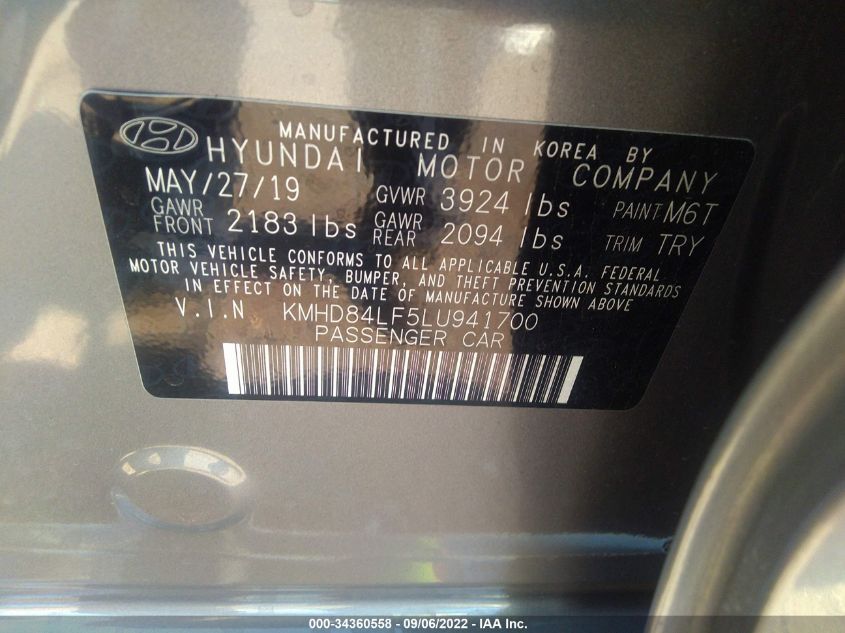 MANUFACTURED IN KOREA BY
HYUNDAI MOTOR COMPANY
MAY/27/19 GVWR 3924 lbs PAINT M6T
GAWR FRONT 2183 lbs GAWR REAR 2094 lbs TRIM TRY
THIS VEHICLE CONFORMS TO ALL APPLICABLE U.S.A. FEDERAL
MOTOR VEHICLE SAFETY, BUMPER, AND THEFT PREVENTION STANDARDS
IN EFFECT ON THE DATE OF MANUFACTURE SHOWN ABOVE
V.I.N KMHD84LF5LU941700
PASSENGER CAR
000-34360558 - 09/06/2022 - IAA Inc.